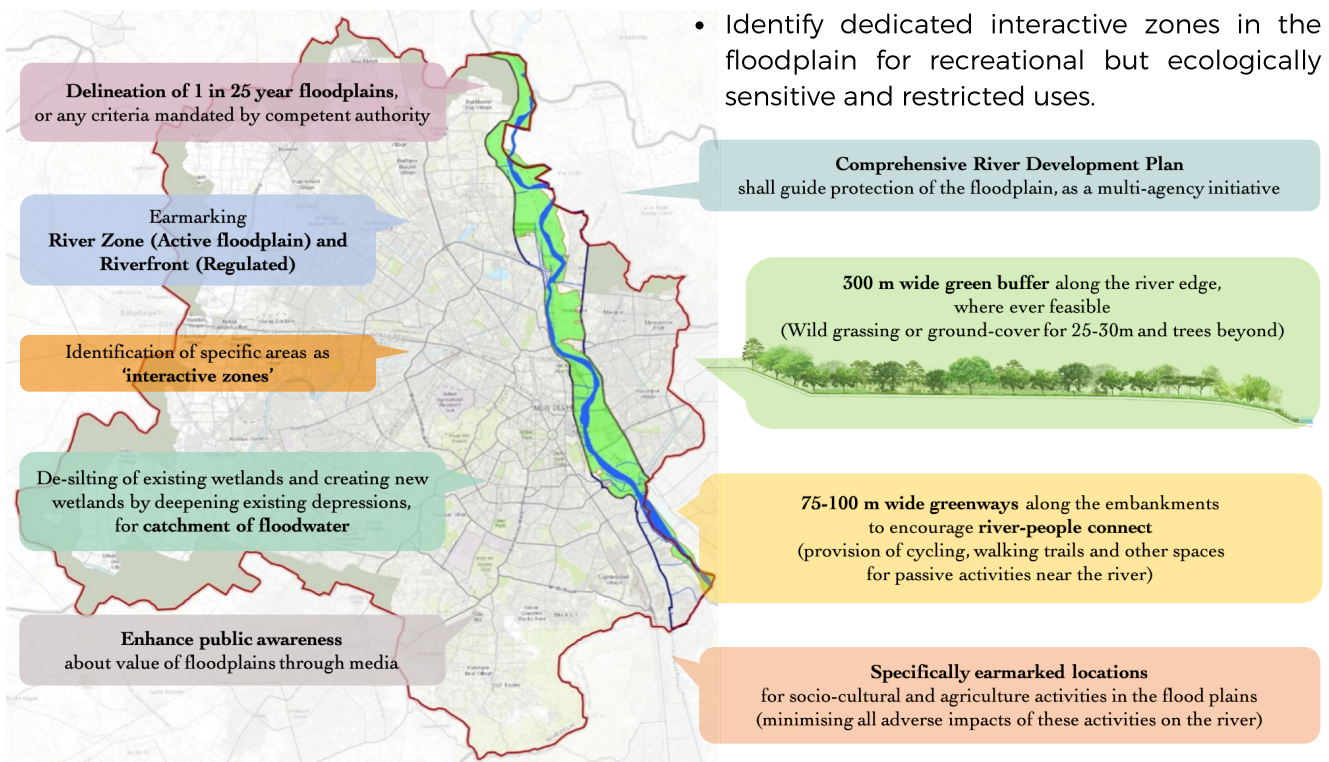 • Identify dedicated interactive zones in the
floodplain for recreational but ecologically
sensitive and restricted uses.
Delineation of 1 in 25 year floodplains,
or any criteria mandated by competent authority
Comprehensive River Development Plan
shall guide protection of the floodplain, as a multi-agency initiative
Earmarking
River Zone (Active floodplain) and
Riverfront (Regulated)
300 m wide green buffer along the river edge,
where ever feasible
(Wild grassing or ground-cover for 25-30m and trees beyond)
Identification of specific areas as
‘interactive zones’
NEW DELHI
De-silting of existing wetlands and creating new
wetlands by deepening existing depressions,
for catchment of floodwater
75-100 m wide greenways along the embankments
to encourage river-people connect
(provision of cycling, walking trails and other spaces
for passive activities near the river)
Enhance public awareness
about value of floodplains through media
Specifically earmarked locations
for socio-cultural and agriculture activities in the flood plains
(minimising all adverse impacts of these activities on the river)